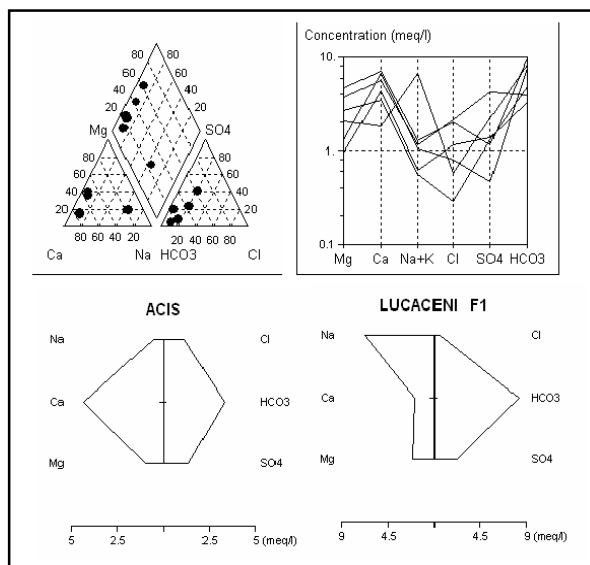 80 80
60 60
40 40
20 20
Mg SO4
80 80
60 60
40 40
20 20
80 60 40 20 20 40 60 80
Ca Na HCO3 Cl
Concentration (meq/l)
10.
1.0
0.1
Mg Ca Na+K Cl SO4 HCO3
ACIS
Na Cl
Ca HCO3
Mg SO4
5 2.5 2.5 5 (meq/l)
LUCACENI F1
Na Cl
Ca HCO3
Mg SO4
9 4.5 4.5 9 (meq/l)